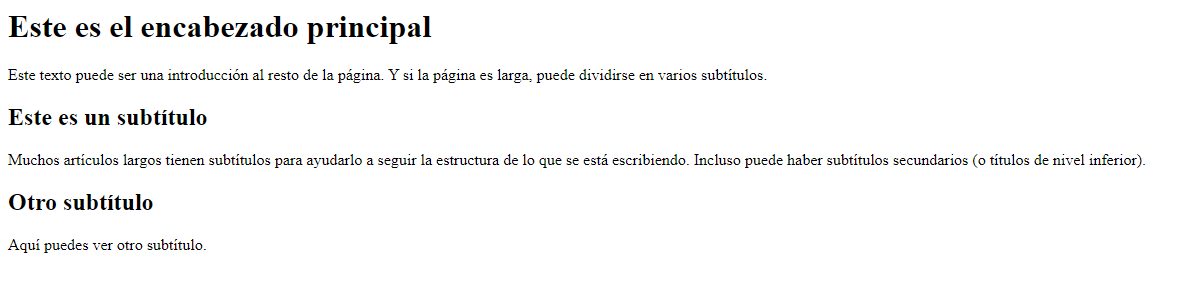 Este es el encabezado principal
Este texto puede ser una introducción al resto de la página. Y si la página es larga, puede dividirse en varios subtítulos.
Este es un subtítulo
Muchos artículos largos tienen subtítulos para ayudarlo a seguir la estructura de lo que se está escribiendo. Incluso puede haber subtítulos secundarios (o títulos de nivel inferior).
Otro subtítulo
Aquí puedes ver otro subtítulo.